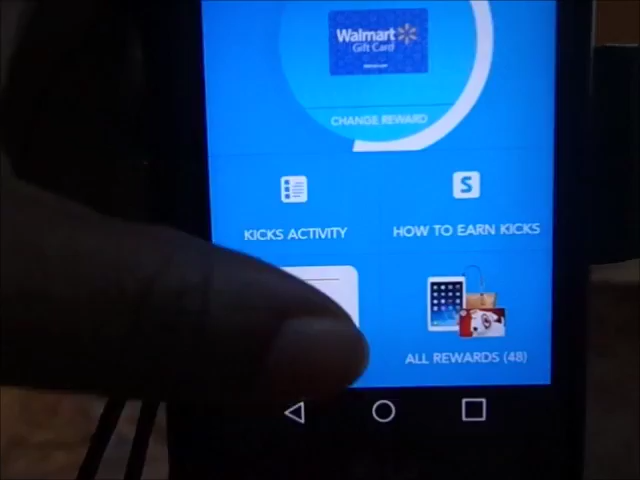 Walmart
Gift Card
CHANGE REWARD
KICKS ACTIVITY
HOW TO EARN KICKS
ALL REWARDS (48)